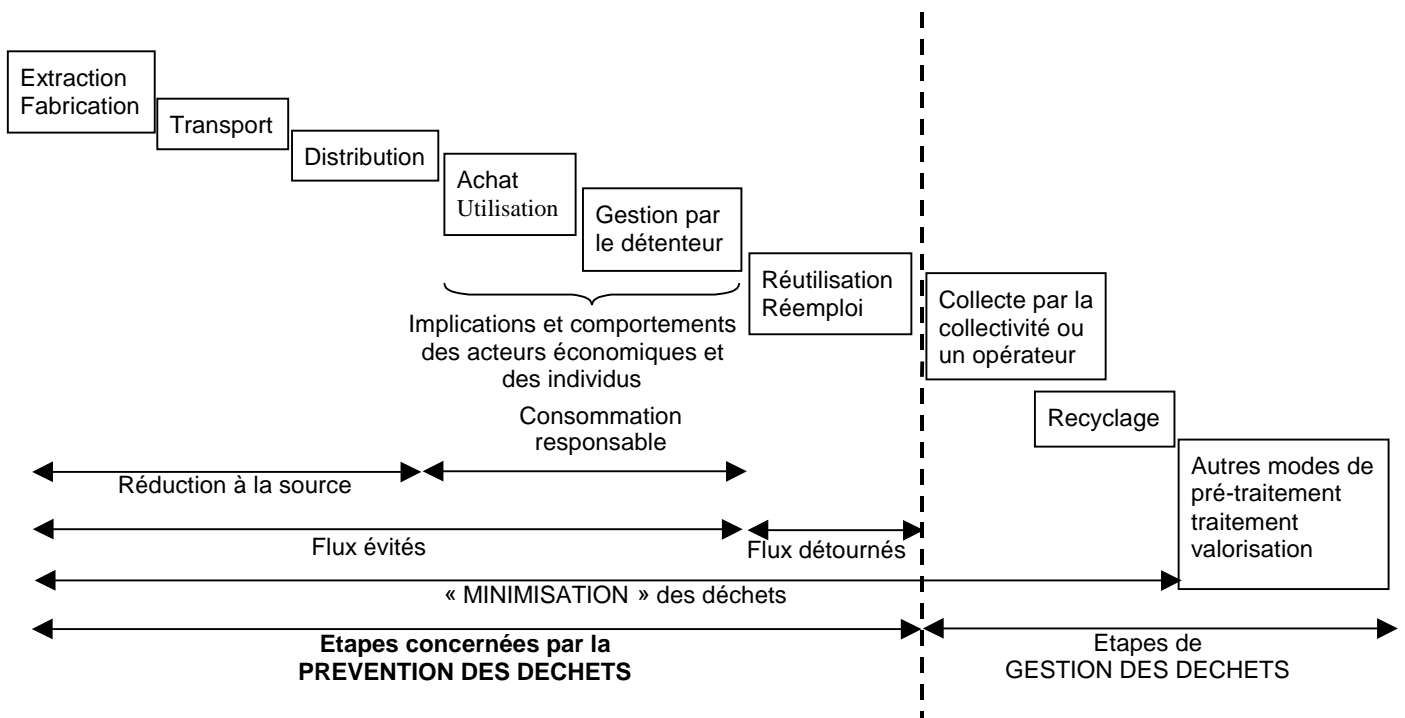 Extraction
Fabrication
Transport
Distribution
Achat
Utilisation
Gestion par
le détenteur
Réutilisation
Réemploi
Collecte par la
collectivité ou
un opérateur
Recyclage
Autres modes de
pré-traitement
traitement
valorisation
Implications et comportements
des acteurs économiques et
des individus
Consommation
responsable
Réduction à la source
Flux évités
Flux détournés
« MINIMISATION » des déchets
Etapes concernées par la
PREVENTION DES DECHETS
Etapes de
GESTION DES DECHETS